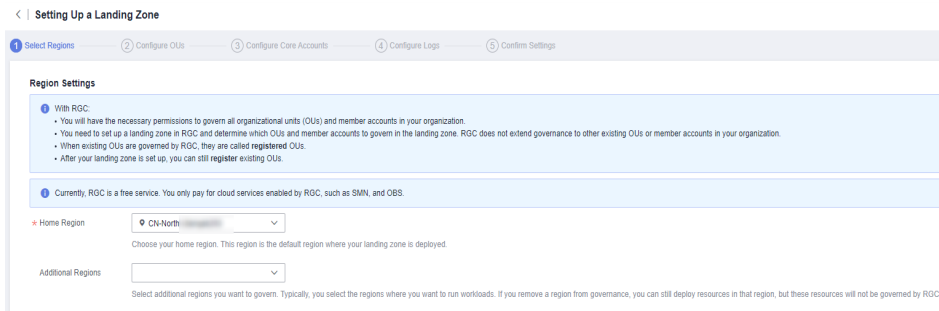 < | Setting Up a Landing Zone
1 Select Regions 2 Configure OUs 3 Configure Core Accounts 4 Configure Logs 5 Confirm Settings
Region Settings
With RGC:
• You will have the necessary permissions to govern all organizational units (OUs) and member accounts in your organization.
• You need to set up a landing zone in RGC and determine which OUs and member accounts to govern in the landing zone. RGC does not extend governance to other existing OUs or member accounts in your organization.
• When existing OUs are governed by RGC, they are called registered OUs.
• After your landing zone is set up, you can still register existing OUs.
Currently, RGC is a free service. You only pay for cloud services enabled by RGC, such as SMN, and OBS.
* Home Region CN-North
Choose your home region. This region is the default region where your landing zone is deployed.
Additional Regions
Select additional regions you want to govern. Typically, you select the regions where you want to run workloads. If you remove a region from governance, you can still deploy resources in that region, but these resources will not be governed by RGC